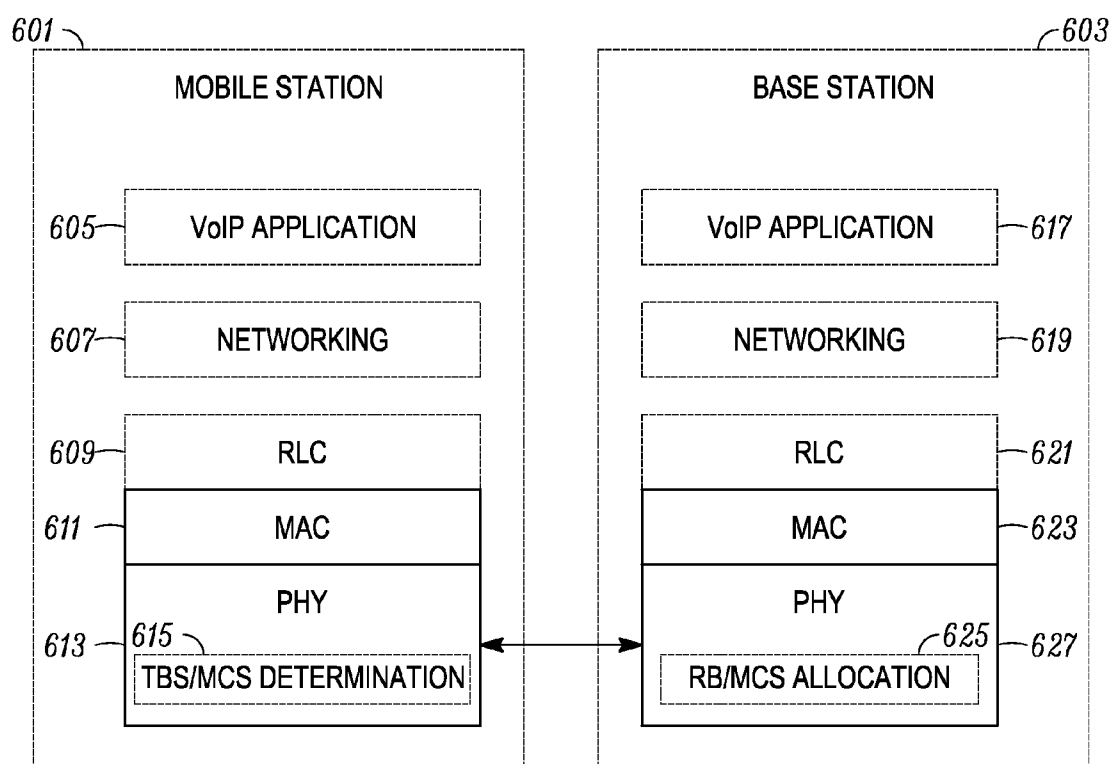 601
603
MOBILE STATION
BASE STATION
605
VoIP APPLICATION
VoIP APPLICATION
617
607
NETWORKING
NETWORKING
619
609
RLC
RLC
621
611
MAC
MAC
623
PHY
PHY
613
615
625
627
TBS/MCS DETERMINATION
RB/MCS ALLOCATION